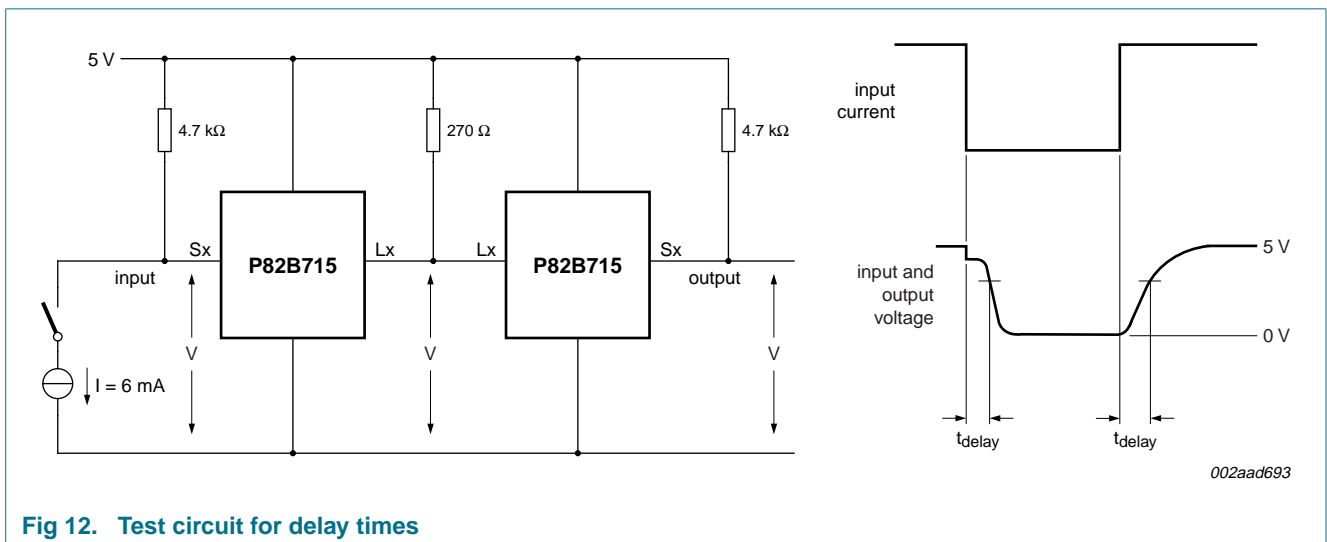 5 V
4.7 kΩ
270 Ω
4.7 kΩ
Sx
P82B715
Lx
Lx
P82B715
Sx
input
output
V
V
V
I = 6 mA
input
current
input and
output
voltage
5 V
0 V
tdelay
tdelay
002aad693
Fig 12. Test circuit for delay times